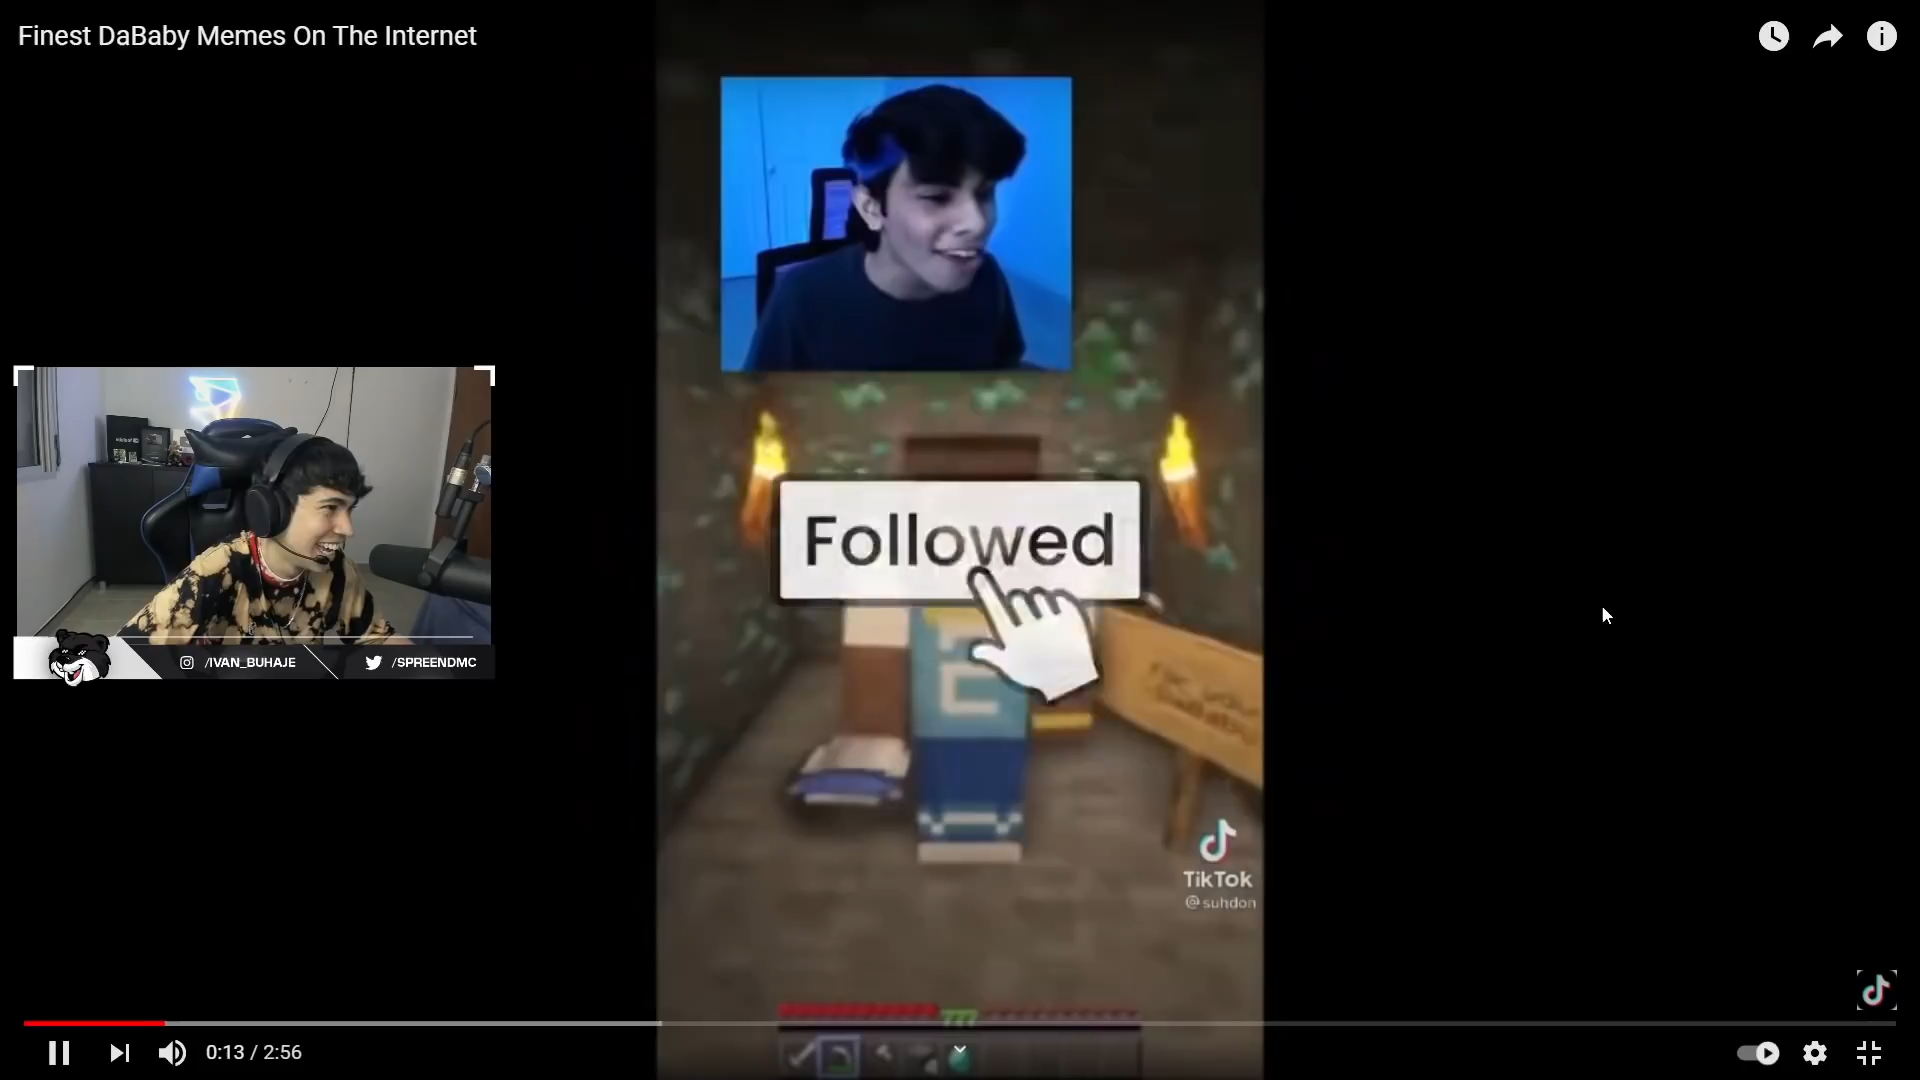 Finest DaBaby Memes On The Internet
Followed
/IVAN_BUHAJE
/SPREENDMC
TikTok
@suhdon
0:13 / 2:56